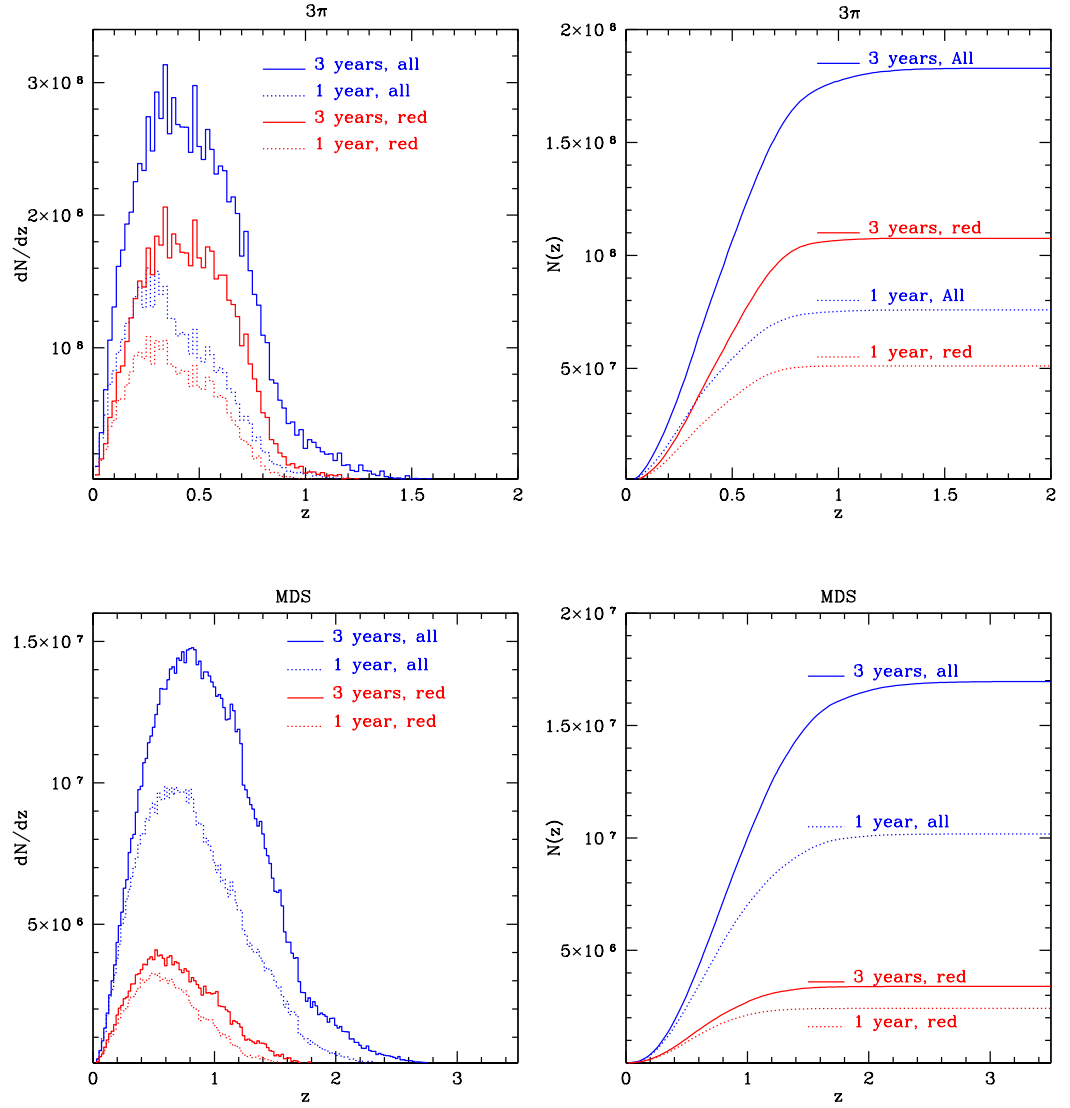 3π
3×10⁸
2×10⁸
10⁸
dN/dz
3 years, all
1 year, all
3 years, red
1 year, red
0 0.5 1 1.5 2
z
3π
2×10⁸
1.5×10⁸
10⁸
5×10⁷
N(z)
3 years, All
3 years, red
1 year, All
1 year, red
0 0.5 1 1.5 2
z
MDS
1.5×10⁷
10⁷
5×10⁶
dN/dz
3 years, all
1 year, all
3 years, red
1 year, red
0 1 2 3
z
MDS
2×10⁷
1.5×10⁷
10⁷
5×10⁶
N(z)
3 years, all
1 year, all
3 years, red
1 year, red
0 1 2 3
z